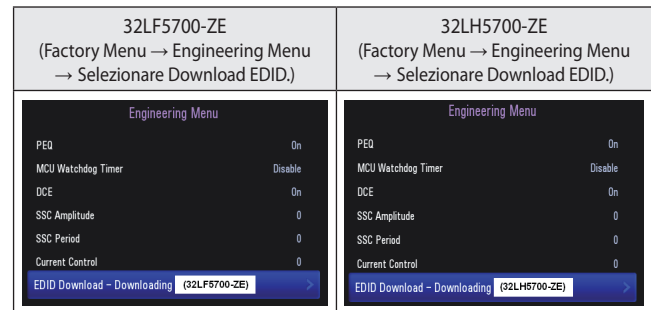 32LF5700-ZE
(Factory Menu → Engineering Menu
→ Selezionare Download EDID.)
32LH5700-ZE
(Factory Menu → Engineering Menu
→ Selezionare Download EDID.)
Engineering Menu
PEQ On
MCU Watchdog Timer Disable
DCE On
SSC Amplitude 0
SSC Period 0
Current Control 0
EDID Download - Downloading (32LF5700-ZE) >
Engineering Menu
PEQ On
MCU Watchdog Timer Disable
DCE On
SSC Amplitude 0
SSC Period 0
Current Control 0
EDID Download - Downloading (32LH5700-ZE) >